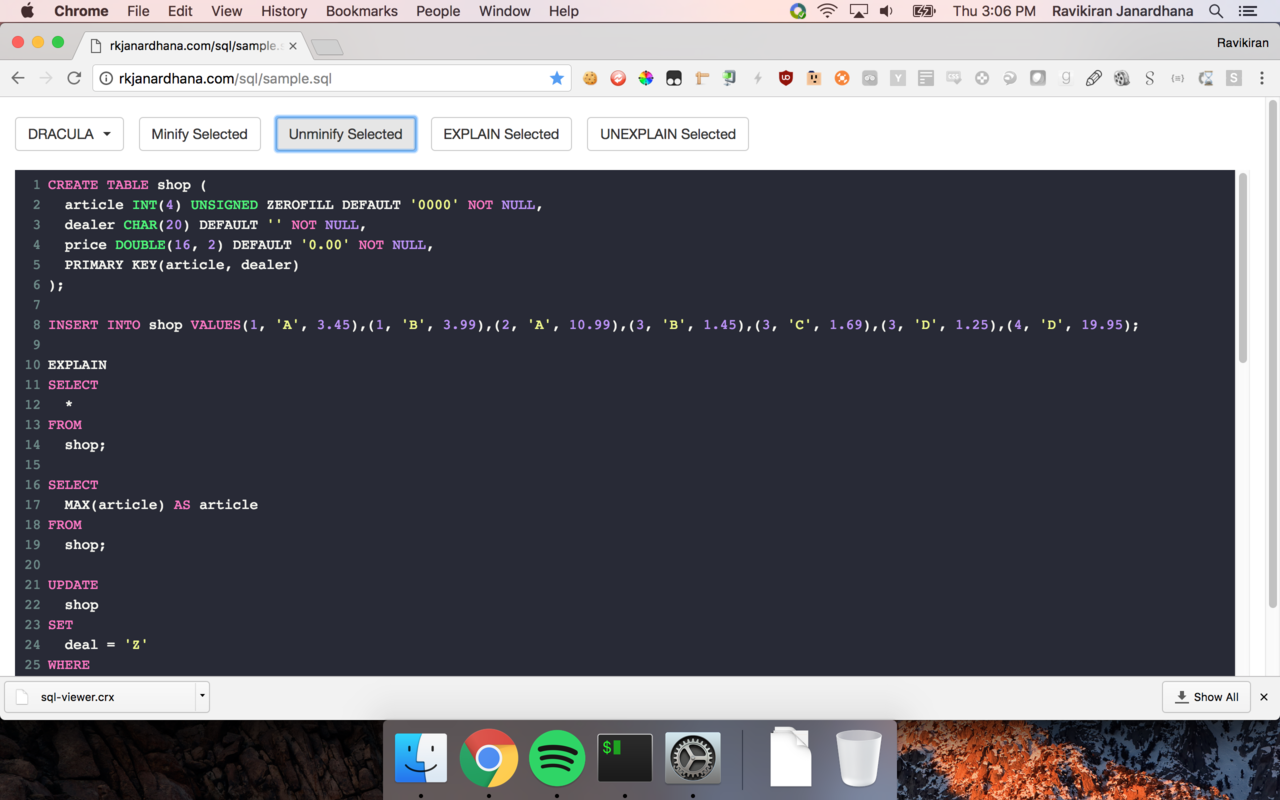 Chrome File Edit View History Bookmarks People Window Help Thu 3:06 PM Ravikiran Janardhana
rkjanardhana.com/sql/sample. Ravikiran
rkjanardhana.com/sql/sample.sql
DRACULA Minify Selected Unminify Selected EXPLAIN Selected UNEXPLAIN Selected
1 CREATE TABLE shop (
2 article INT(4) UNSIGNED ZEROFILL DEFAULT '0000' NOT NULL,
3 dealer CHAR(20) DEFAULT '' NOT NULL,
4 price DOUBLE(16, 2) DEFAULT '0.00' NOT NULL,
5 PRIMARY KEY(article, dealer)
6 );
7
8 INSERT INTO shop VALUES(1, 'A', 3.45),(1, 'B', 3.99),(2, 'A', 10.99),(3, 'B', 1.45),(3, 'C', 1.69),(3, 'D', 1.25),(4, 'D', 19.95);
9
10 EXPLAIN
11 SELECT
12 *
13 FROM
14 shop;
15
16 SELECT
17 MAX(article) AS article
18 FROM
19 shop;
20
21 UPDATE
22 shop
23 SET
24 deal = 'Z'
25 WHERE
sql-viewer.crx Show All
$